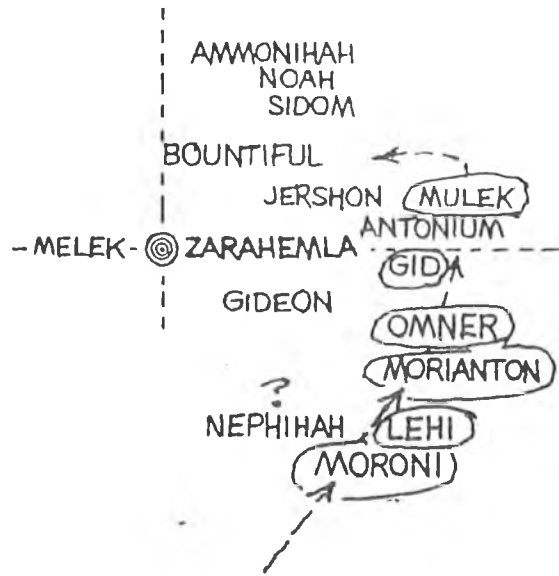 AMMONIHAH
NOAH
SIDOM
BOUNTIFUL
JERSHON MULEK
ANTONIUM
MELEK ZARAHEMLA
GID
GIDEON
OMNER
MORIANTON
?
NEPHIHAH LEHI
MORONI